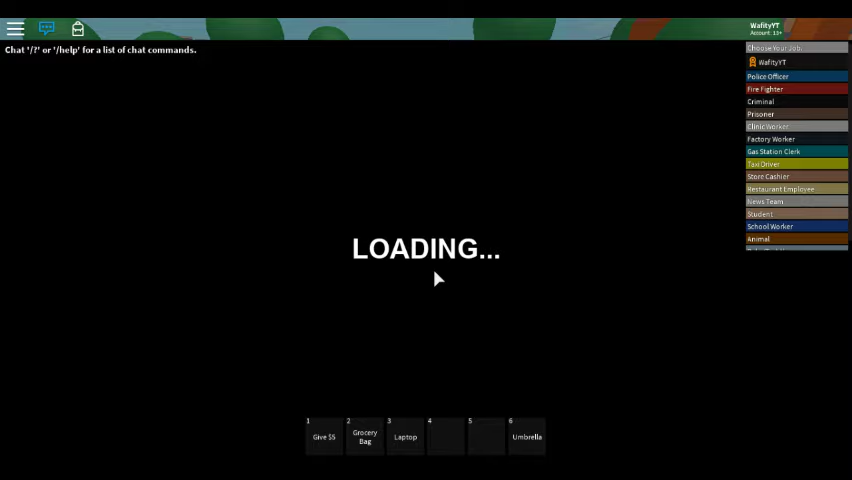 WafityYT
Account: 13+
Chat '/?' or '/help' for a list of chat commands.
Choose Your Job.
WafityYT
Police Officer
Fire Fighter
Criminal
Prisoner
Clinic Worker
Factory Worker
Gas Station Clerk
Taxi Driver
Store Cashier
Restaurant Employee
News Team
Student
School Worker
Animal
LOADING...
1
Give $5
2
Grocery
Bag
3
Laptop
4
5
6
Umbrella